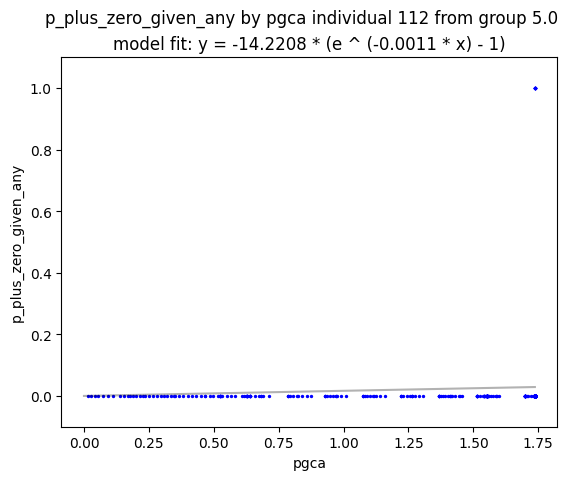 p_plus_zero_given_any by pgca individual 112 from group 5.0
model fit: y = -14.2208 * (e ^ (-0.0011 * x) - 1)
1.0
0.8
0.6
0.4
0.2
0.0
p_plus_zero_given_any
0.00 0.25 0.50 0.75 1.00 1.25 1.50 1.75
pgca